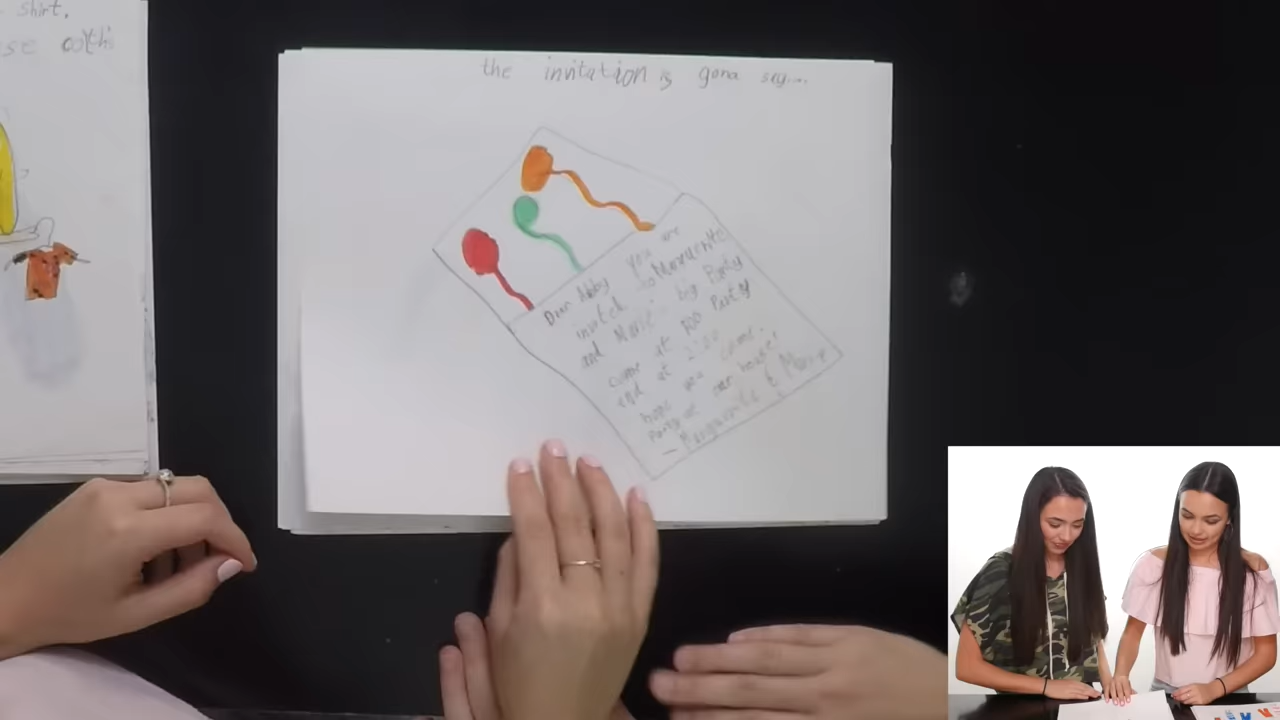 shirt.
the invitation is gona say...
Dear Abby you are
invited to Marguerite
and Marie's big Party
come at 1:00 Party
end at 2:00
hope you come.
Party at our house!
— Marguerite & Marie